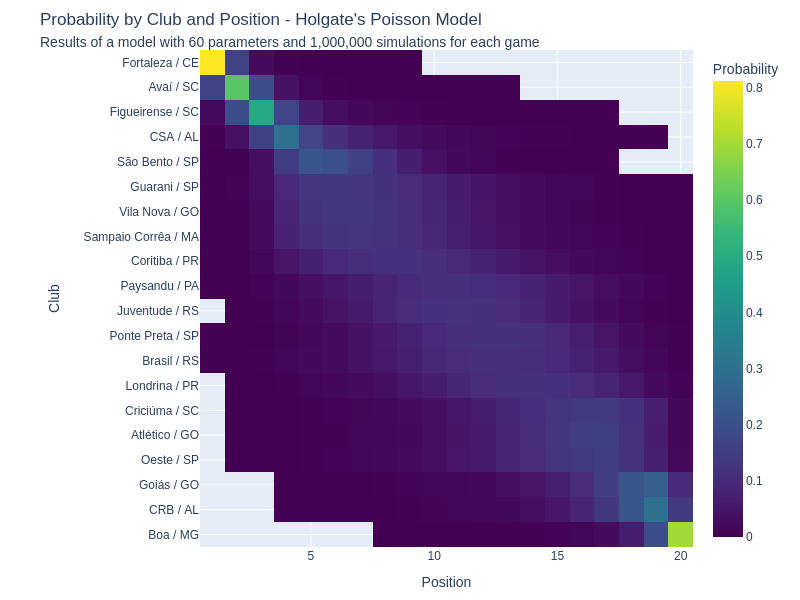 Probability by Club and Position - Holgate's Poisson Model
Results of a model with 60 parameters and 1,000,000 simulations for each game
Probability
Fortaleza / CE
Avaí / SC
Figueirense / SC
CSA / AL
São Bento / SP
Guarani / SP
Vila Nova / GO
Sampaio Corrêa / MA
Coritiba / PR
Paysandu / PA
Juventude / RS
Ponte Preta / SP
Brasil / RS
Londrina / PR
Criciúma / SC
Atlético / GO
Oeste / SP
Goiás / GO
CRB / AL
Boa / MG
Club
0.8
0.7
0.6
0.5
0.4
0.3
0.2
0.1
0
5 10 15 20
Position